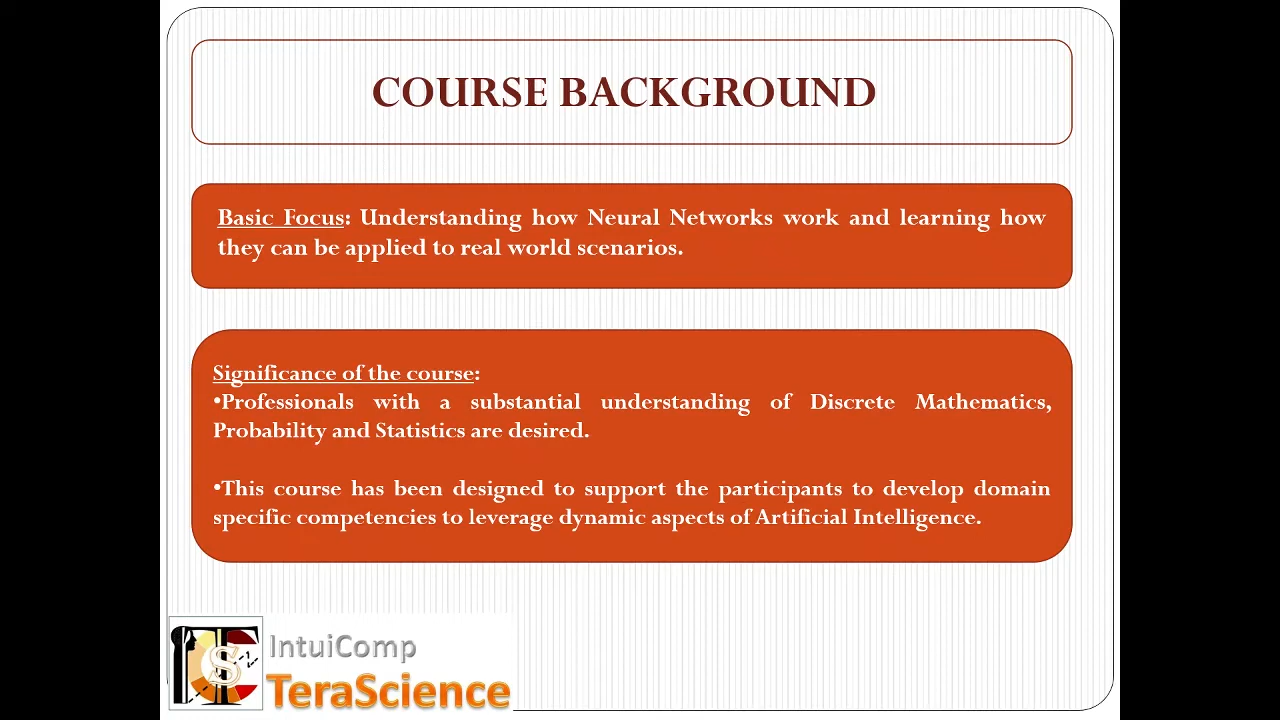 COURSE BACKGROUND
Basic Focus: Understanding how Neural Networks work and learning how
they can be applied to real world scenarios.
Significance of the course:
•Professionals with a substantial understanding of Discrete Mathematics,
Probability and Statistics are desired.
•This course has been designed to support the participants to develop domain
specific competencies to leverage dynamic aspects of Artificial Intelligence.
IntuiComp
TeraScience